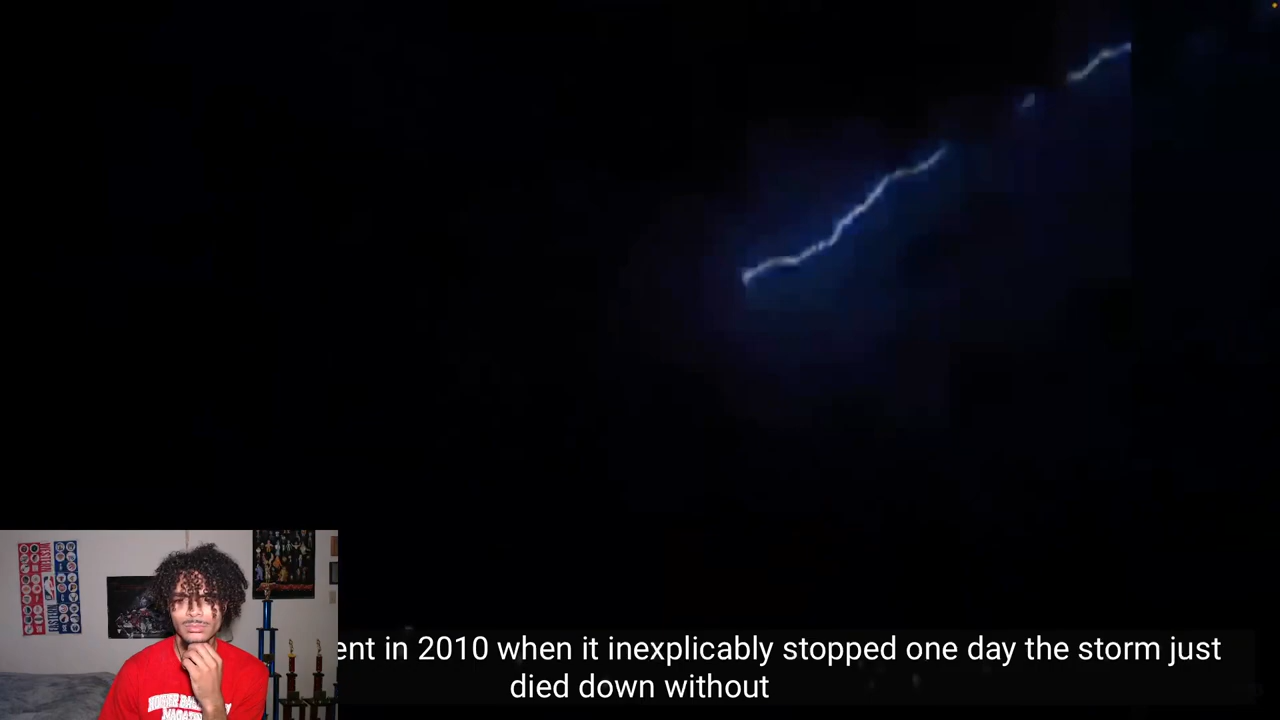 ent in 2010 when it inexplicably stopped one day the storm just
died down without